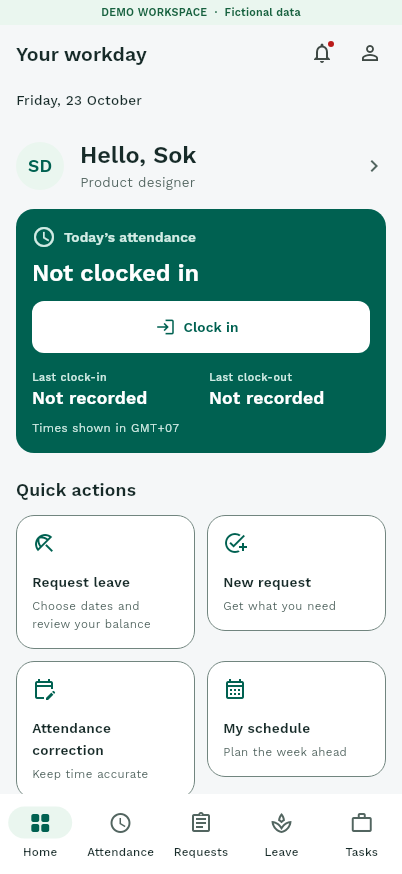 DEMO WORKSPACE · Fictional data
Your workday
Friday, 23 October
SD
Hello, Sok
Product designer
Today's attendance
Not clocked in
Clock in
Last clock-in
Last clock-out
Not recorded
Not recorded
Times shown in GMT+07
Quick actions
Request leave
Choose dates and
review your balance
New request
Get what you need
Attendance
correction
Keep time accurate
My schedule
Plan the week ahead
Home
Attendance
Requests
Leave
Tasks